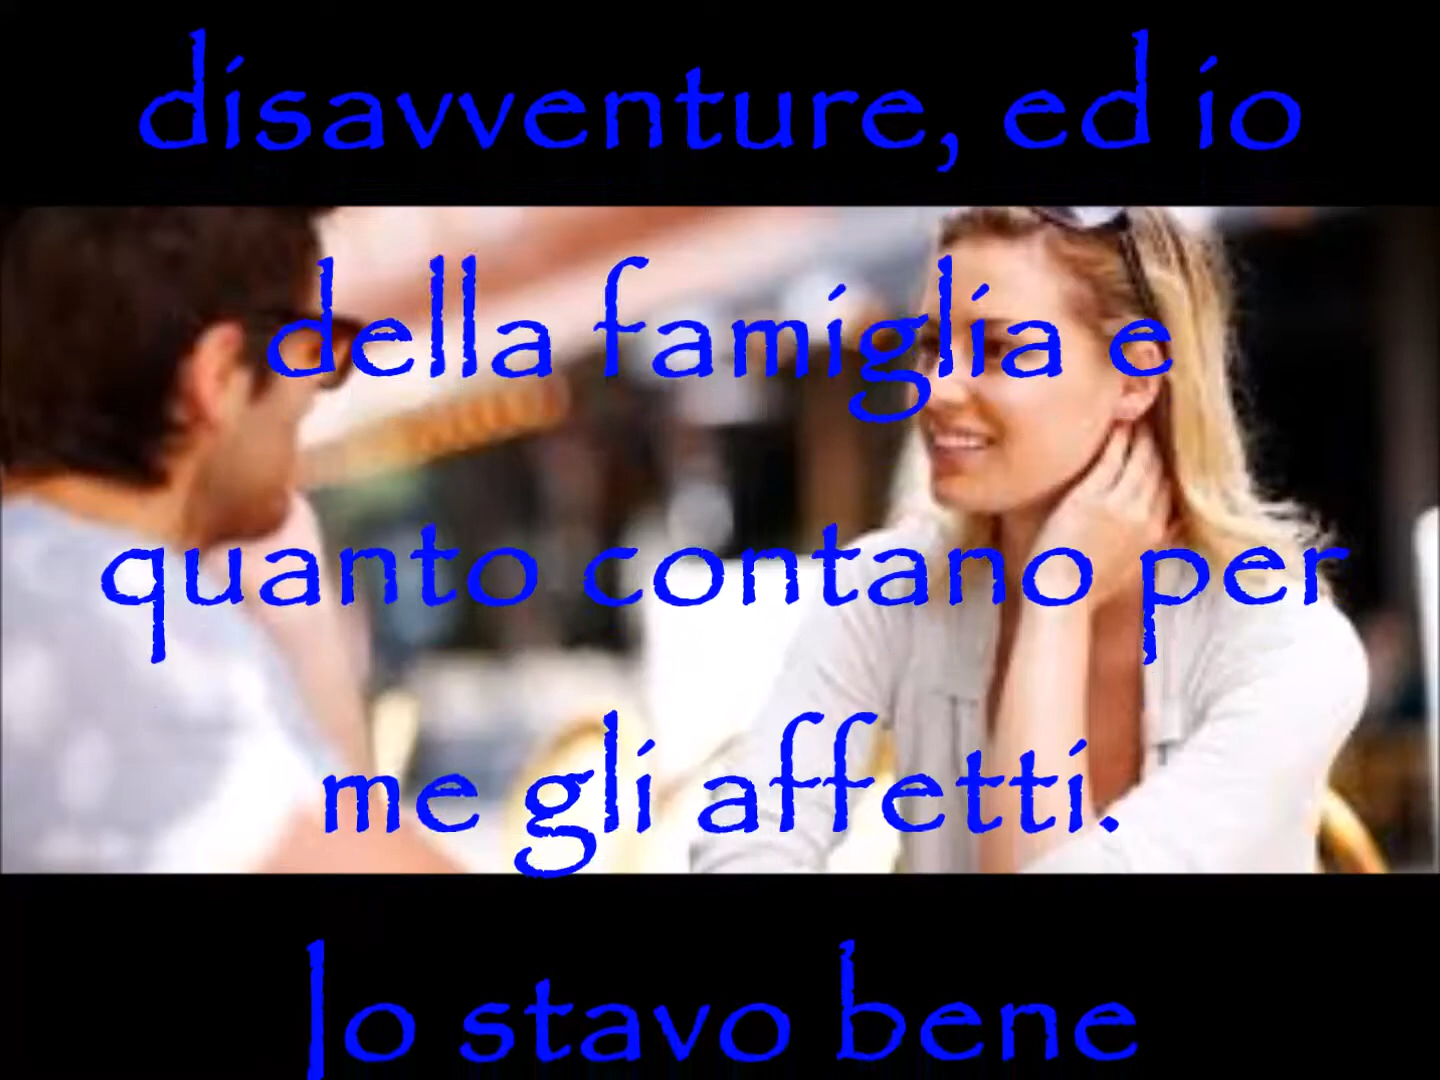 disavventure, ed io
della famiglia e
quanto contano per
me gli affetti.
Io stavo bene